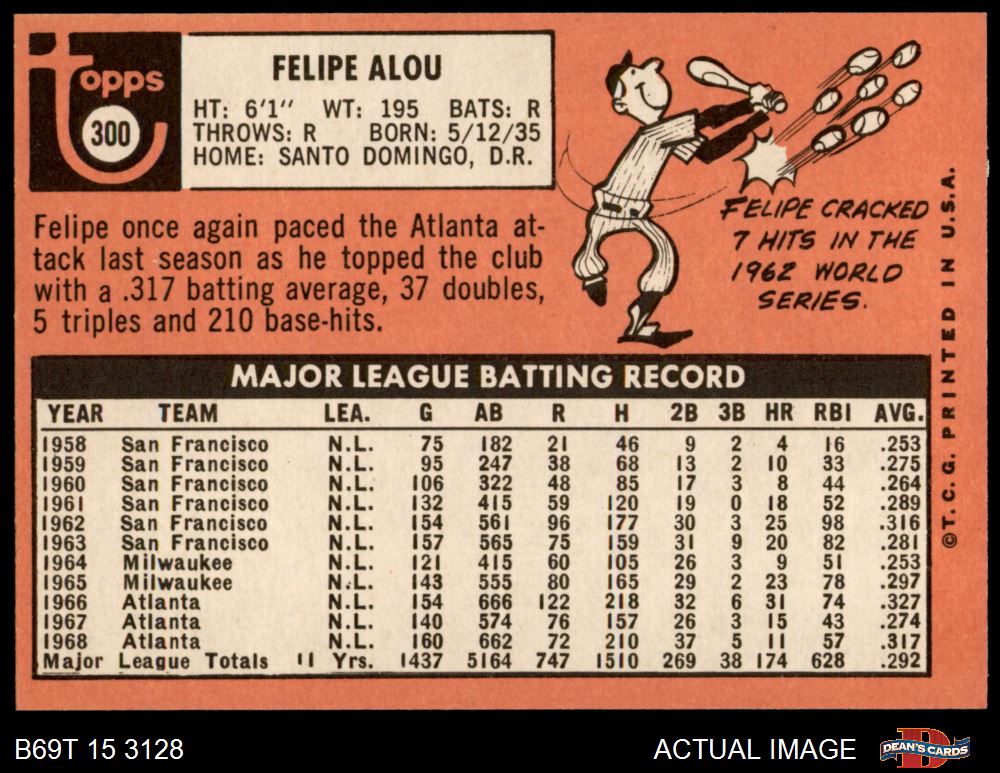 Topps
300
FELIPE ALOU
HT: 6'1" WT: 195 BATS: R
THROWS: R BORN: 5/12/35
HOME: SANTO DOMINGO, D.R.
Felipe once again paced the Atlanta at-
tack last season as he topped the club
with a .317 batting average, 37 doubles,
5 triples and 210 base-hits.
FELIPE CRACKED
7 HITS IN THE
1962 WORLD
SERIES.
MAJOR LEAGUE BATTING RECORD
YEAR TEAM LEA. G AB R H 2B 3B HR RBI AVG.
1958 San Francisco N.L. 75 182 21 46 9 2 4 16 .253
1959 San Francisco N.L. 95 247 38 68 13 2 10 33 .275
1960 San Francisco N.L. 106 322 48 85 17 3 8 44 .264
1961 San Francisco N.L. 132 415 59 120 19 0 18 52 .289
1962 San Francisco N.L. 154 561 96 177 30 3 25 98 .316
1963 San Francisco N.L. 157 565 75 159 31 9 20 82 .281
1964 Milwaukee N.L. 121 415 60 105 26 3 9 51 .253
1965 Milwaukee N.L. 143 555 80 165 29 2 23 78 .297
1966 Atlanta N.L. 154 666 122 218 32 6 31 74 .327
1967 Atlanta N.L. 140 574 76 157 26 3 15 43 .274
1968 Atlanta N.L. 160 662 72 210 37 5 11 57 .317
Major League Totals 11 Yrs. 1437 5164 747 1510 269 38 174 628 .292
©T.C.G. PRINTED IN U.S.A.
B69T 15 3128
ACTUAL IMAGE
DEAN'S CARDS